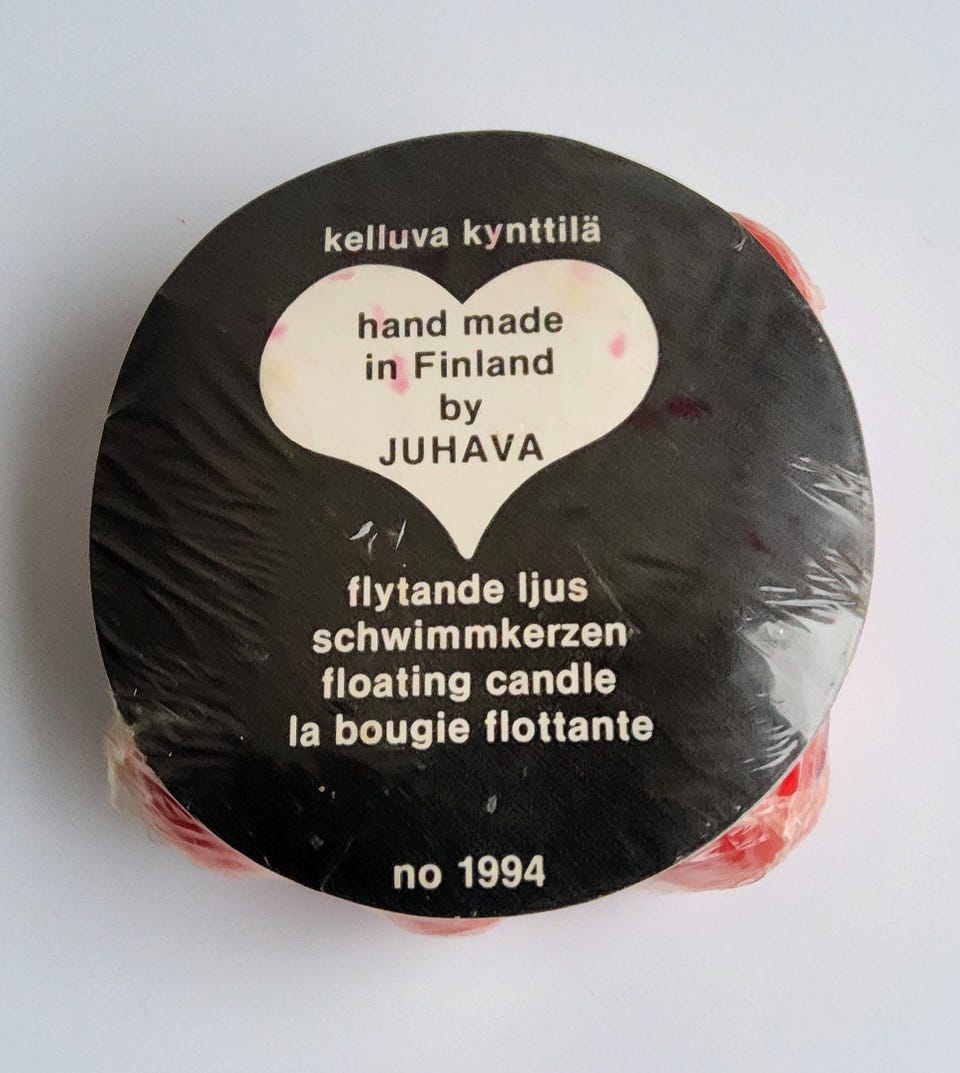 kelluva kynttilä
hand made
in Finland
by
JUHAVA
flytande ljus
schwimmkerzen
floating candle
la bougie flottante
no 1994